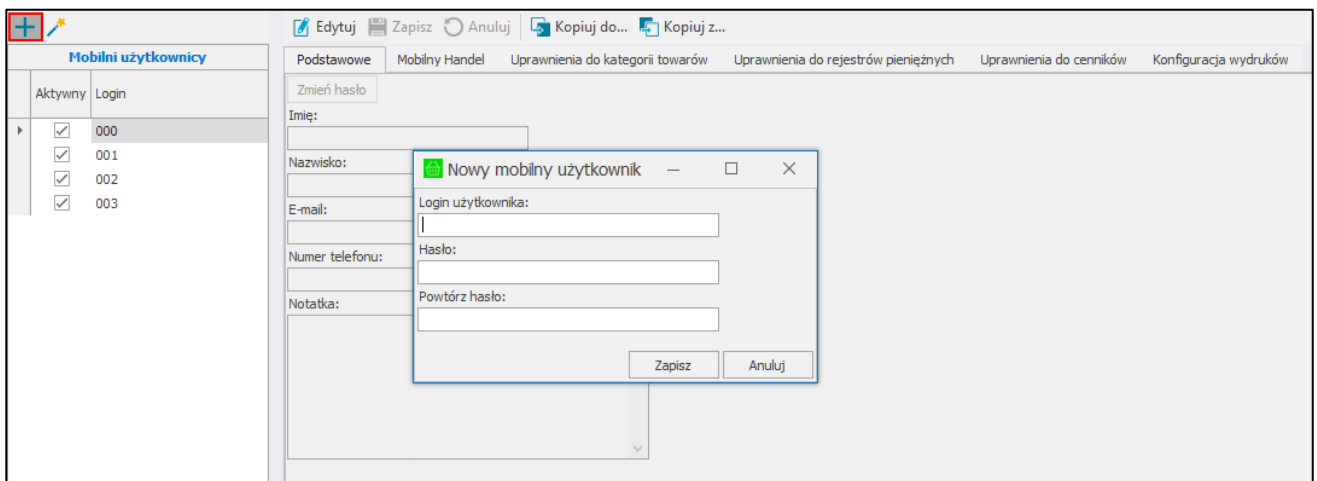 Edytuj Zapisz Anuluj Kopiuj do... Kopiuj z...
Mobilni użytkownicy
Podstawowe Mobilny Handel Uprawnienia do kategorii towarów Uprawnienia do rejestrów pieniężnych Uprawnienia do cenników Konfiguracja wydruków
Aktywny Login
000
001
002
003
Zmień hasło
Imię:
Nazwisko:
E-mail:
Numer telefonu:
Notatka:
Nowy mobilny użytkownik
Login użytkownika:
Hasło:
Powtórz hasło:
Zapisz Anuluj